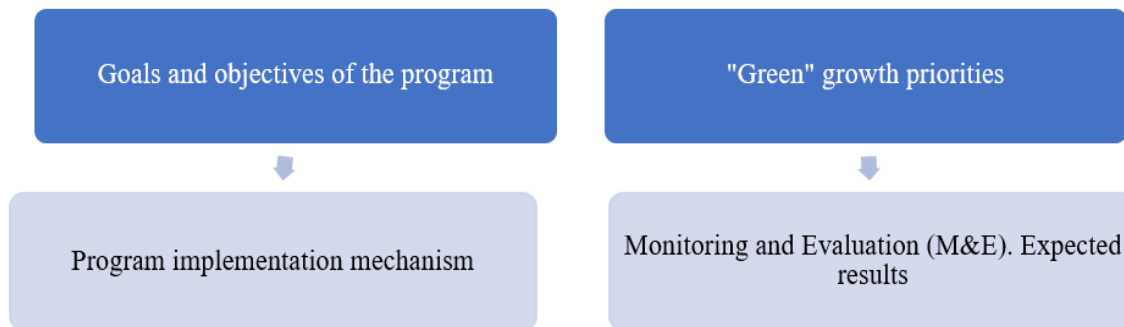 Goals and objectives of the program
"Green" growth priorities
Program implementation mechanism
Monitoring and Evaluation (M&E). Expected
results